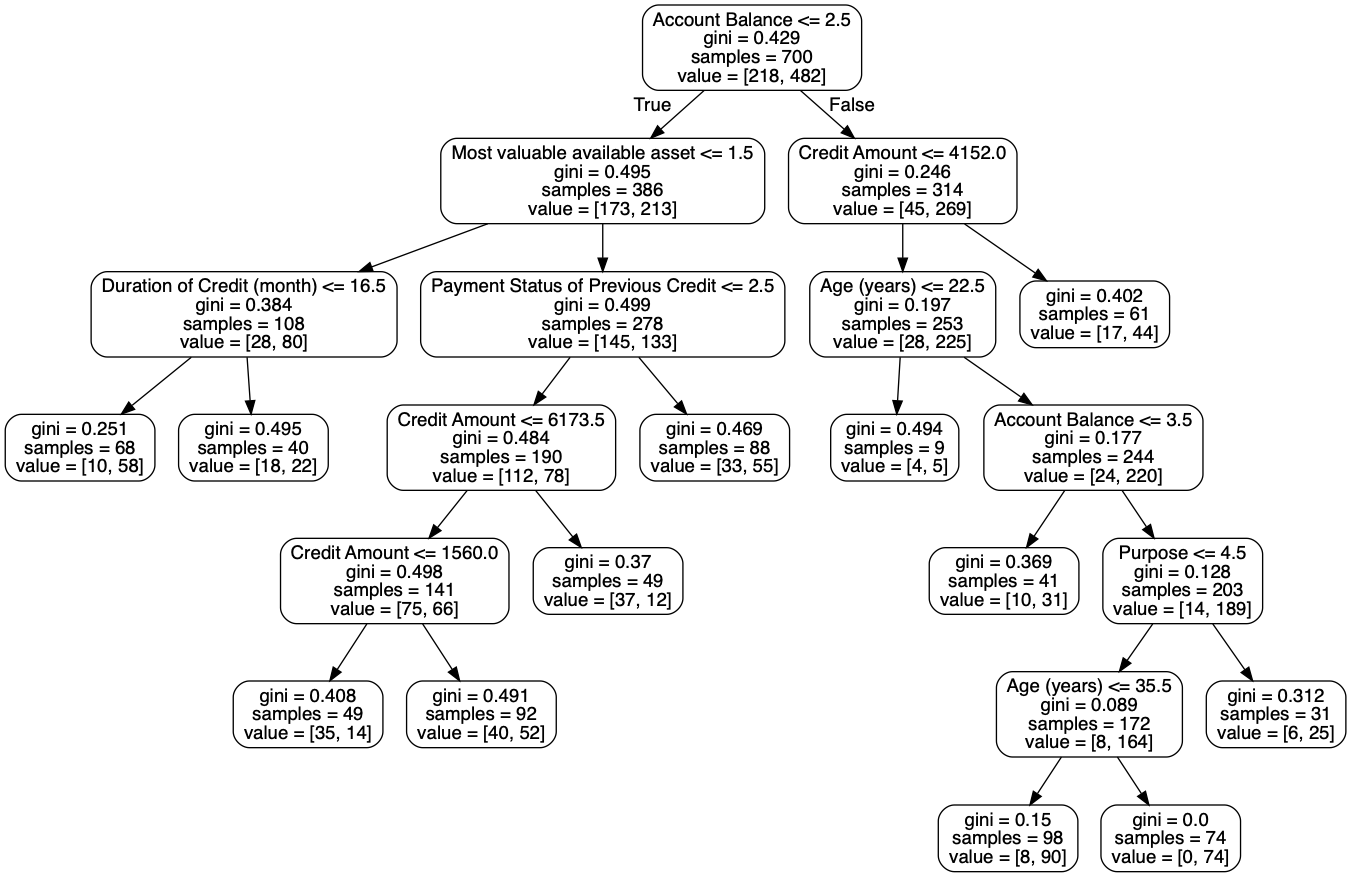 Account Balance <= 2.5
gini = 0.429
samples = 700
value = [218, 482]
True
False
Most valuable available asset <= 1.5
gini = 0.495
samples = 386
value = [173, 213]
Credit Amount <= 4152.0
gini = 0.246
samples = 314
value = [45, 269]
Duration of Credit (month) <= 16.5
gini = 0.384
samples = 108
value = [28, 80]
Payment Status of Previous Credit <= 2.5
gini = 0.499
samples = 278
value = [145, 133]
Age (years) <= 22.5
gini = 0.197
samples = 253
value = [28, 225]
gini = 0.402
samples = 61
value = [17, 44]
gini = 0.251
samples = 68
value = [10, 58]
gini = 0.495
samples = 40
value = [18, 22]
Credit Amount <= 6173.5
gini = 0.484
samples = 190
value = [112, 78]
gini = 0.469
samples = 88
value = [33, 55]
gini = 0.494
samples = 9
value = [4, 5]
Account Balance <= 3.5
gini = 0.177
samples = 244
value = [24, 220]
Credit Amount <= 1560.0
gini = 0.498
samples = 141
value = [75, 66]
gini = 0.37
samples = 49
value = [37, 12]
gini = 0.369
samples = 41
value = [10, 31]
Purpose <= 4.5
gini = 0.128
samples = 203
value = [14, 189]
gini = 0.408
samples = 49
value = [35, 14]
gini = 0.491
samples = 92
value = [40, 52]
Age (years) <= 35.5
gini = 0.089
samples = 172
value = [8, 164]
gini = 0.312
samples = 31
value = [6, 25]
gini = 0.15
samples = 98
value = [8, 90]
gini = 0.0
samples = 74
value = [0, 74]